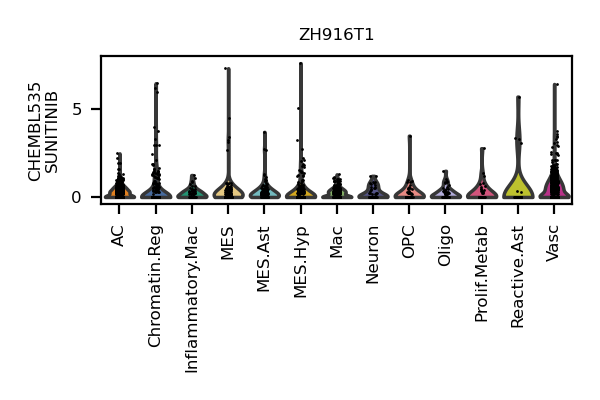 ZH916T1
CHEMBL535
SUNITINIB
5
0
AC
Chromatin.Reg
Inflammatory.Mac
MES
MES.Ast
MES.Hyp
Mac
Neuron
OPC
Oligo
Prolif.Metab
Reactive.Ast
Vasc